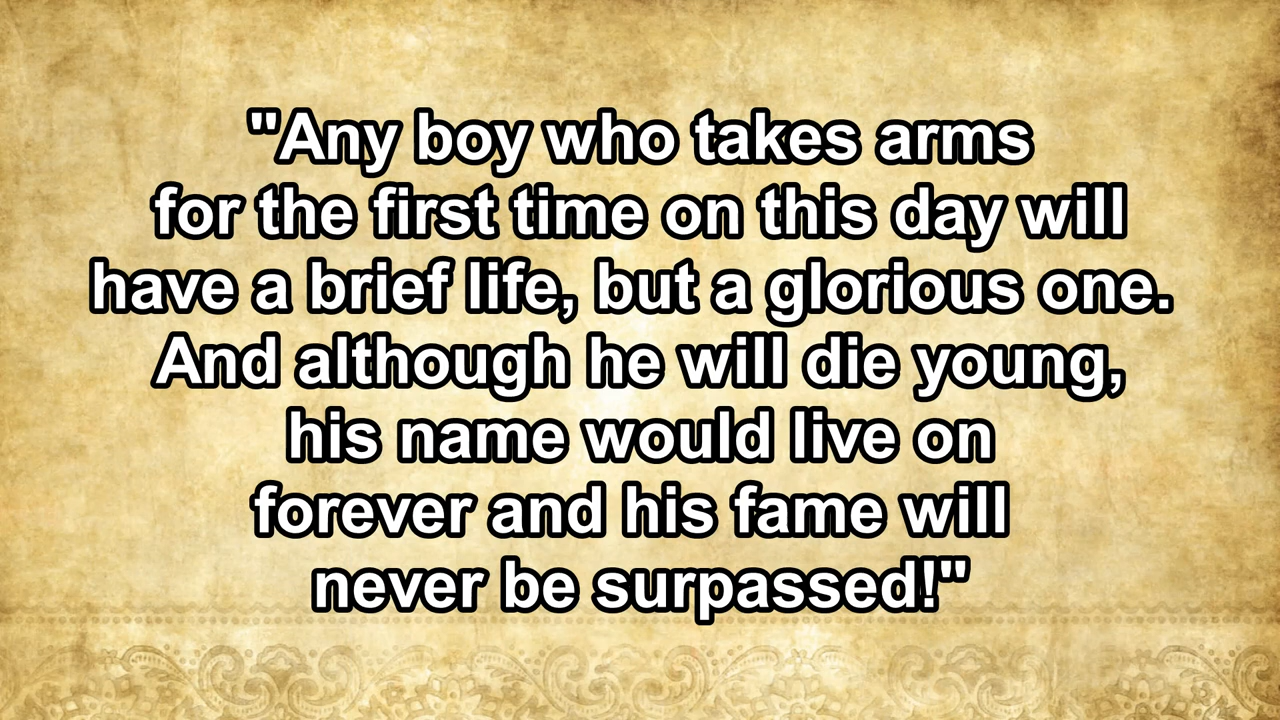 "Any boy who takes arms
for the first time on this day will
have a brief life, but a glorious one.
And although he will die young,
his name would live on
forever and his fame will
never be surpassed!"